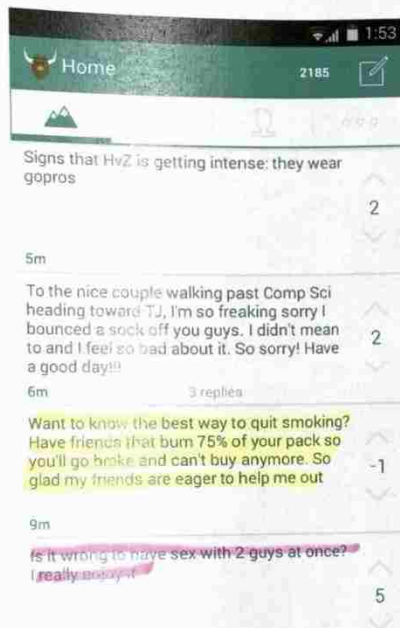 1:53
Home
2185
Signs that HvZ is getting intense: they wear
gopros
2
5m
To the nice couple walking past Comp Sci
heading toward TJ, I'm so freaking sorry I
bounced a sock off you guys. I didn't mean
to and I feel so bad about it. So sorry! Have
a good day!!!
2
6m
3 replies
Want to know the best way to quit smoking?
Have friends that bum 75% of your pack so
you'll go broke and can't buy anymore. So
glad my friends are eager to help me out
-1
9m
Is it wrong to have sex with 2 guys at once?
I really enjoy it
5